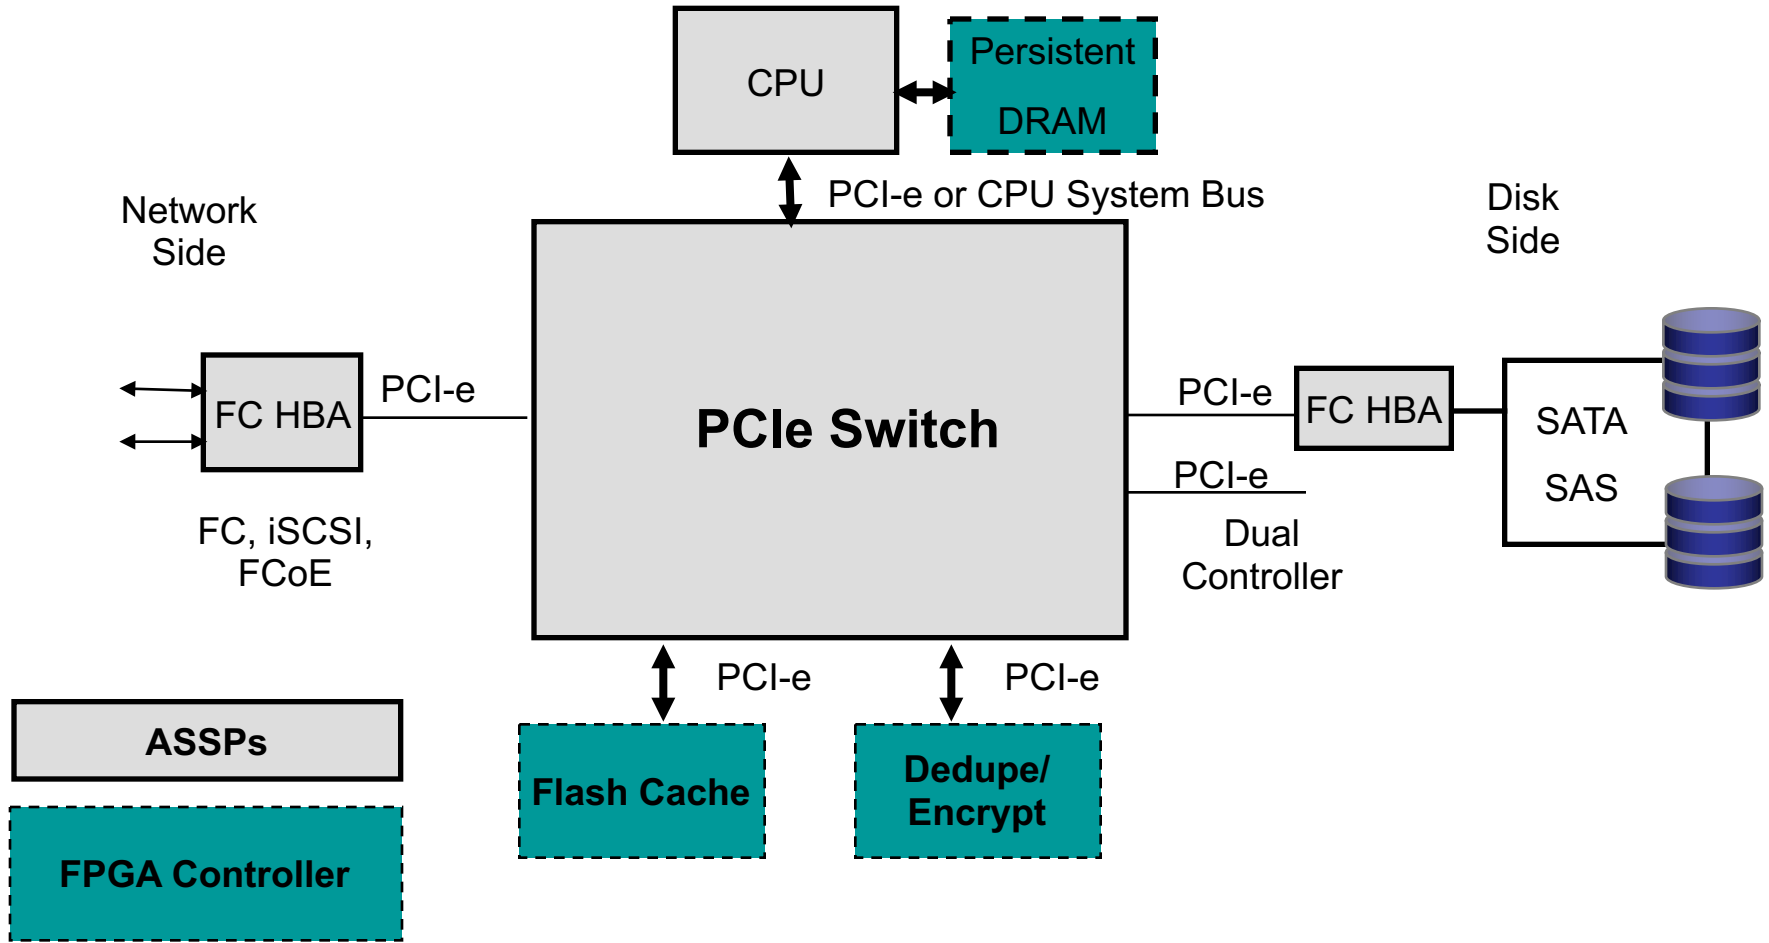 CPU
Persistent
DRAM
PCI-e or CPU System Bus
Network
Side
Disk
Side
FC HBA
PCI-e
PCIe Switch
PCI-e
FC HBA
SATA
SAS
PCI-e
Dual
Controller
FC, iSCSI,
FCoE
PCI-e
PCI-e
ASSPs
Flash Cache
Dedupe/
Encrypt
FPGA Controller